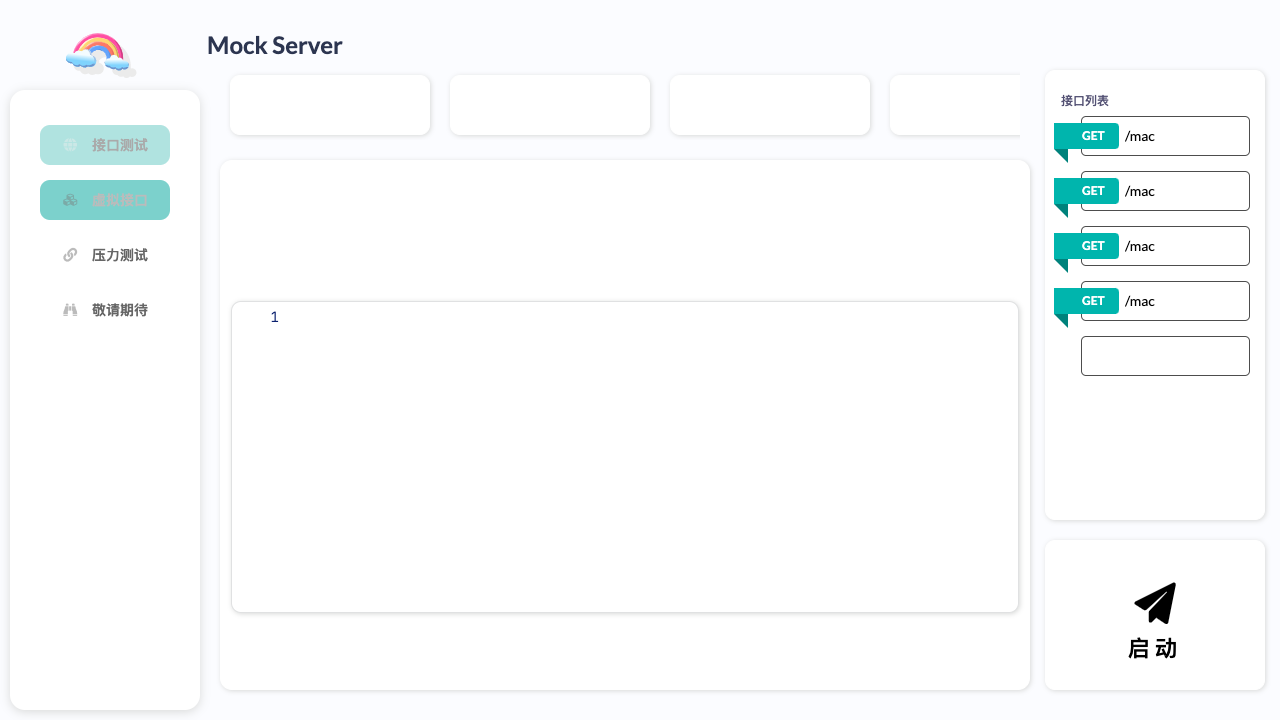 Mock Server
接口测试
虚拟接口
压力测试
敬请期待
1
接口列表
GET /mac
GET /mac
GET /mac
GET /mac
启动